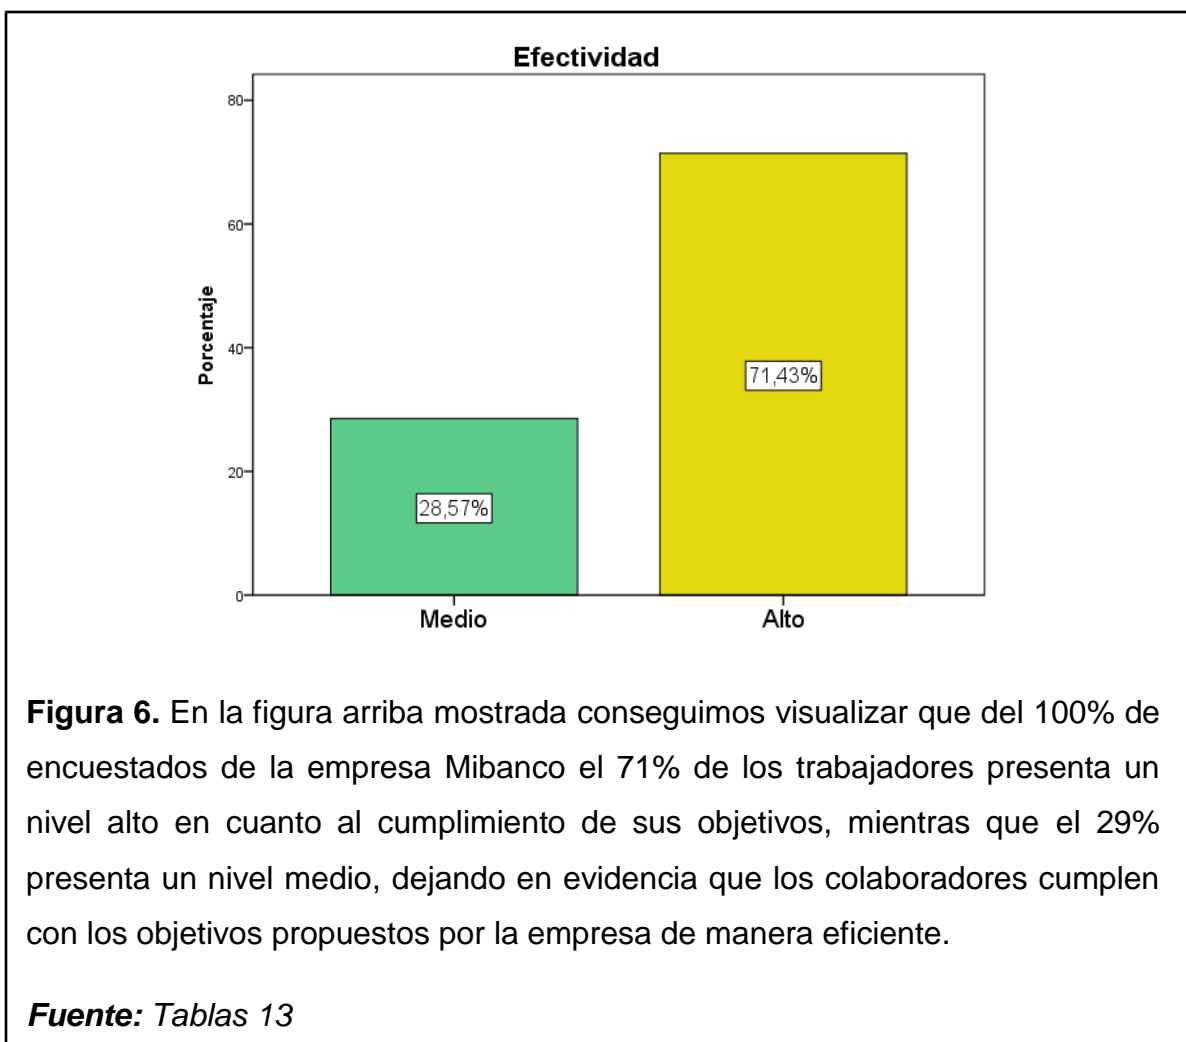 Efectividad
80
60
40
20
0
Porcentaje
28,57%
71,43%
Medio
Alto
Figura 6. En la figura arriba mostrada conseguimos visualizar que del 100% de
encuestados de la empresa Mibanco el 71% de los trabajadores presenta un
nivel alto en cuanto al cumplimiento de sus objetivos, mientras que el 29%
presenta un nivel medio, dejando en evidencia que los colaboradores cumplen
con los objetivos propuestos por la empresa de manera eficiente.
Fuente: Tablas 13